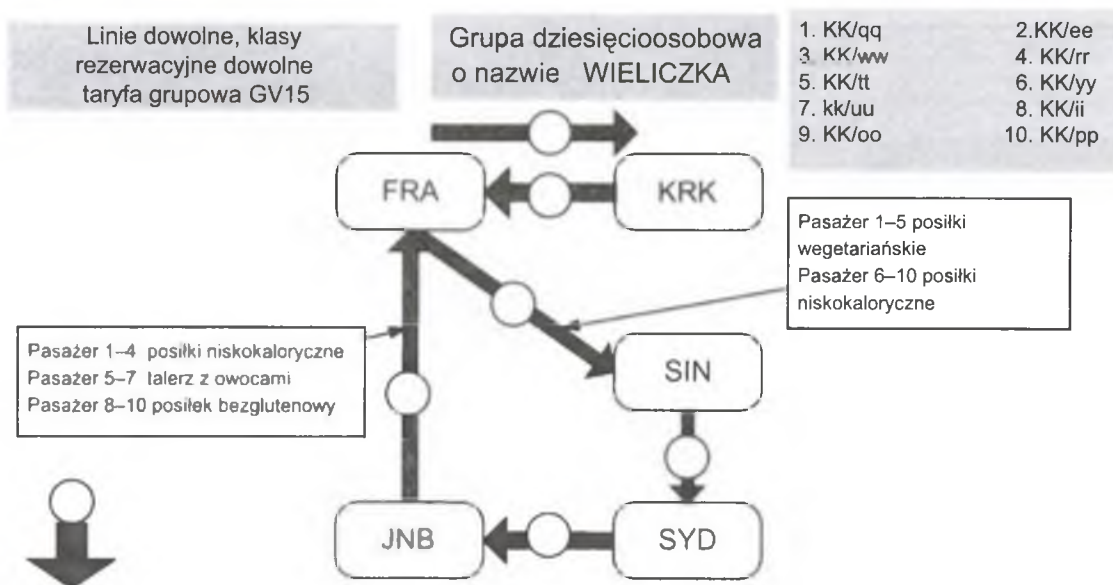 Linie dowolne, klasy
rezerwacyjne dowolne
taryfa grupowa GV15
Grupa dziesięcioosobowa
o nazwie WIELICZKA
1. KK/qq 2.KK/ee
3. KK/ww 4. KK/rr
5. KK/tt 6. KK/yy
7. kk/uu 8. KK/ii
9. KK/oo 10. KK/pp
FRA
KRK
Pasażer 1–5 posiłki
wegetariańskie
Pasażer 6–10 posiłki
niskokaloryczne
Pasażer 1–4 posiłki niskokaloryczne
Pasażer 5–7 talerz z owocami
Pasażer 8–10 posiłek bezglutenowy
SIN
JNB
SYD